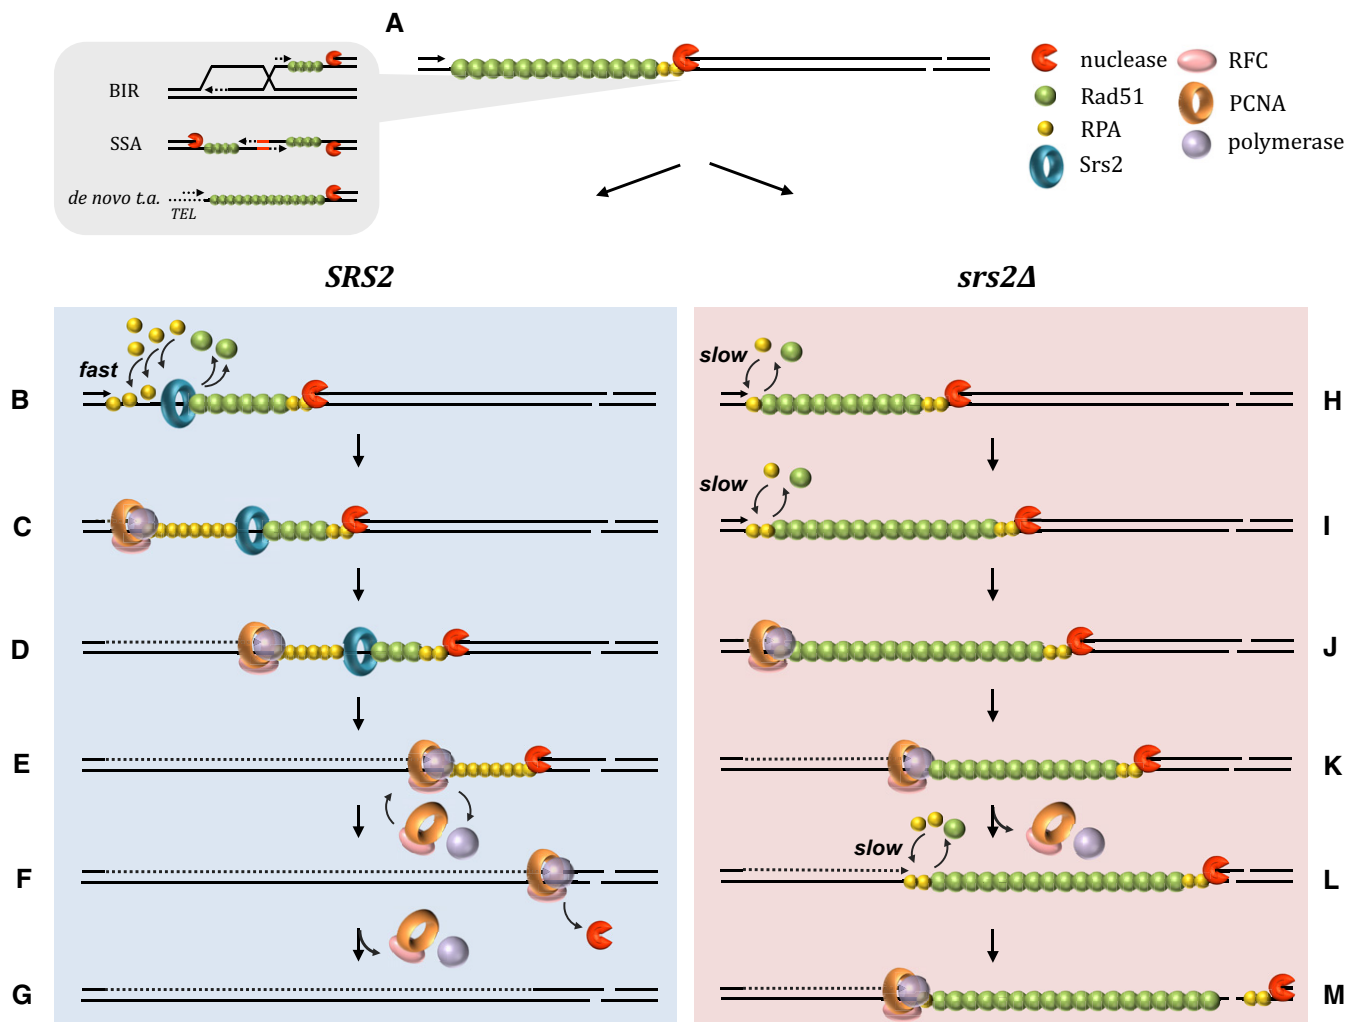 A
BIR
SSA
de novo t.a.
TEL
nuclease
Rad51
RPA
Srs2
RFC
PCNA
polymerase
SRS2
srs2Δ
fast
B
C
D
E
F
G
slow
H
slow
I
J
K
slow
L
M